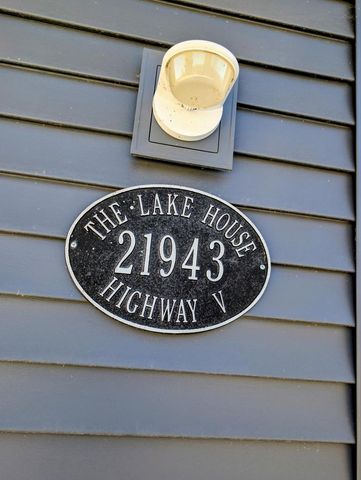 THE LAKE HOUSE
21943
HIGHWAY V